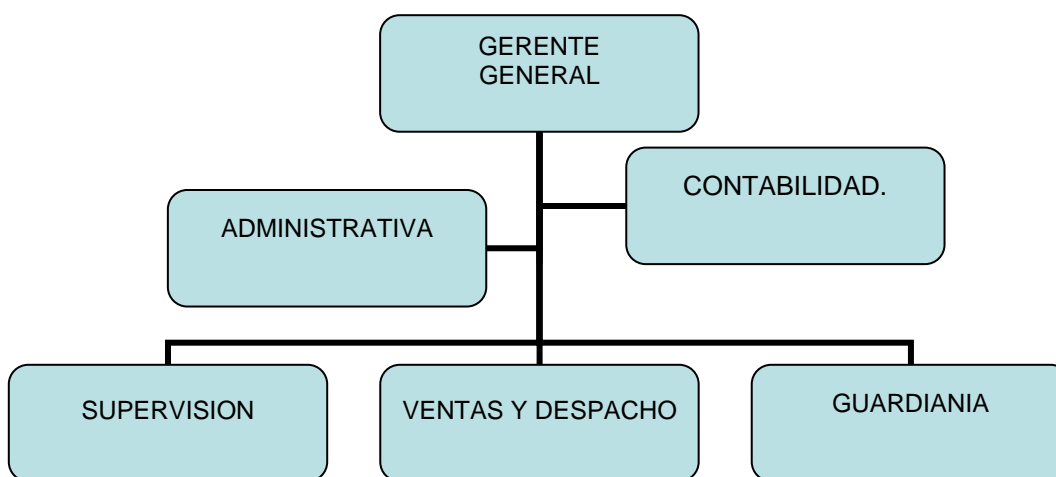 GERENTE
GENERAL
CONTABILIDAD.
ADMINISTRATIVA
SUPERVISION
VENTAS Y DESPACHO
GUARDIANIA